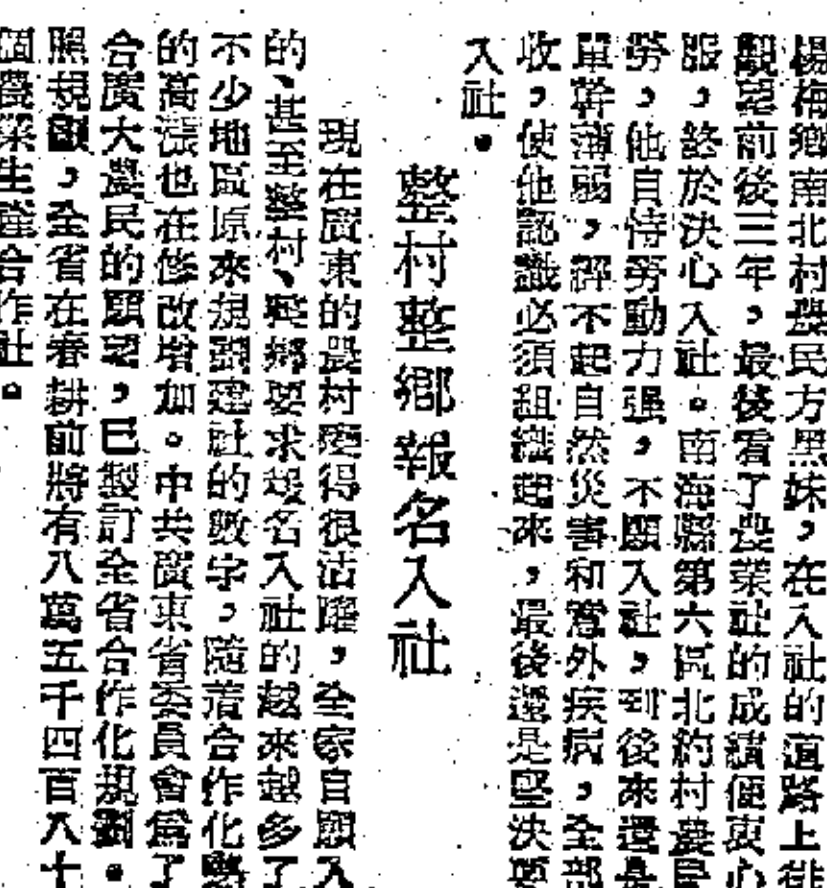 楊梅鄉南北村農民方黑妹，在入社的道路上徘
觀望前後三年，最後看了農業社的成績便衷心
服，終於決心入社。南海縣第六區北約村農民
勞，他自恃勞動力强，不願入社，到後來還是
單幹薄弱，經不起自然災害和意外疾病，全部
收，使他認識必須組織起來，最後還是堅決要
入社。
整村整鄉報名入社
現在廣東的農村變得很活躍，全家自願入
的、甚至整村、整鄉要求報名入社的越來越多了
不少地區原來規劃建社的數字，隨着合作化
的高漲也在修改增加。中共廣東省委員會爲了
合廣大農民的願望，已製訂全省合作化規劃。
照規劃，全省在春耕前將有八萬五千四百八十
個農業生產合作社。